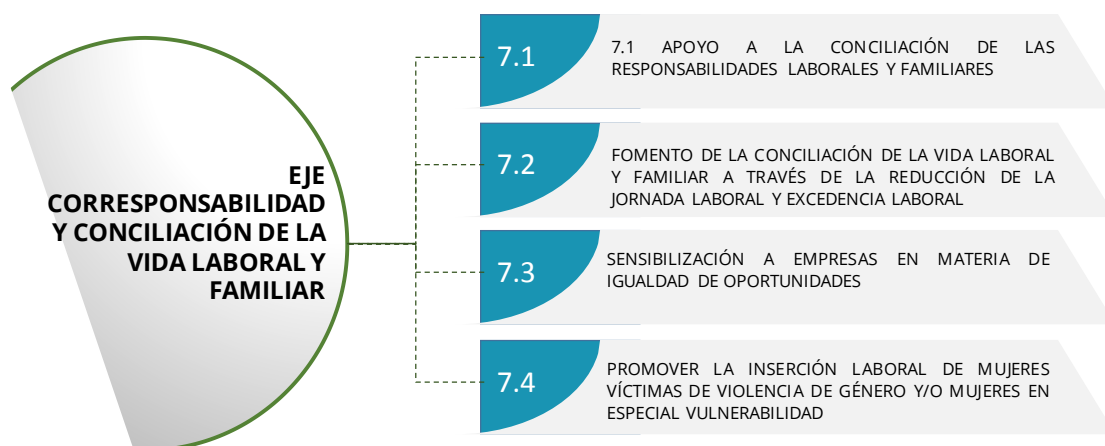 EJE
CORRESPONSABILIDAD
Y CONCILIACIÓN DE LA
VIDA LABORAL Y
FAMILIAR
7.1
7.1 APOYO A LA CONCILIACIÓN DE LAS
RESPONSABILIDADES LABORALES Y FAMILIARES
7.2
FOMENTO DE LA CONCILIACIÓN DE LA VIDA LABORAL
Y FAMILIAR A TRAVÉS DE LA REDUCCIÓN DE LA
JORNADA LABORAL Y EXCEDENCIA LABORAL
7.3
SENSIBILIZACIÓN A EMPRESAS EN MATERIA DE
IGUALDAD DE OPORTUNIDADES
7.4
PROMOVER LA INSERCIÓN LABORAL DE MUJERES
VÍCTIMAS DE VIOLENCIA DE GÉNERO Y/O MUJERES EN
ESPECIAL VULNERABILIDAD